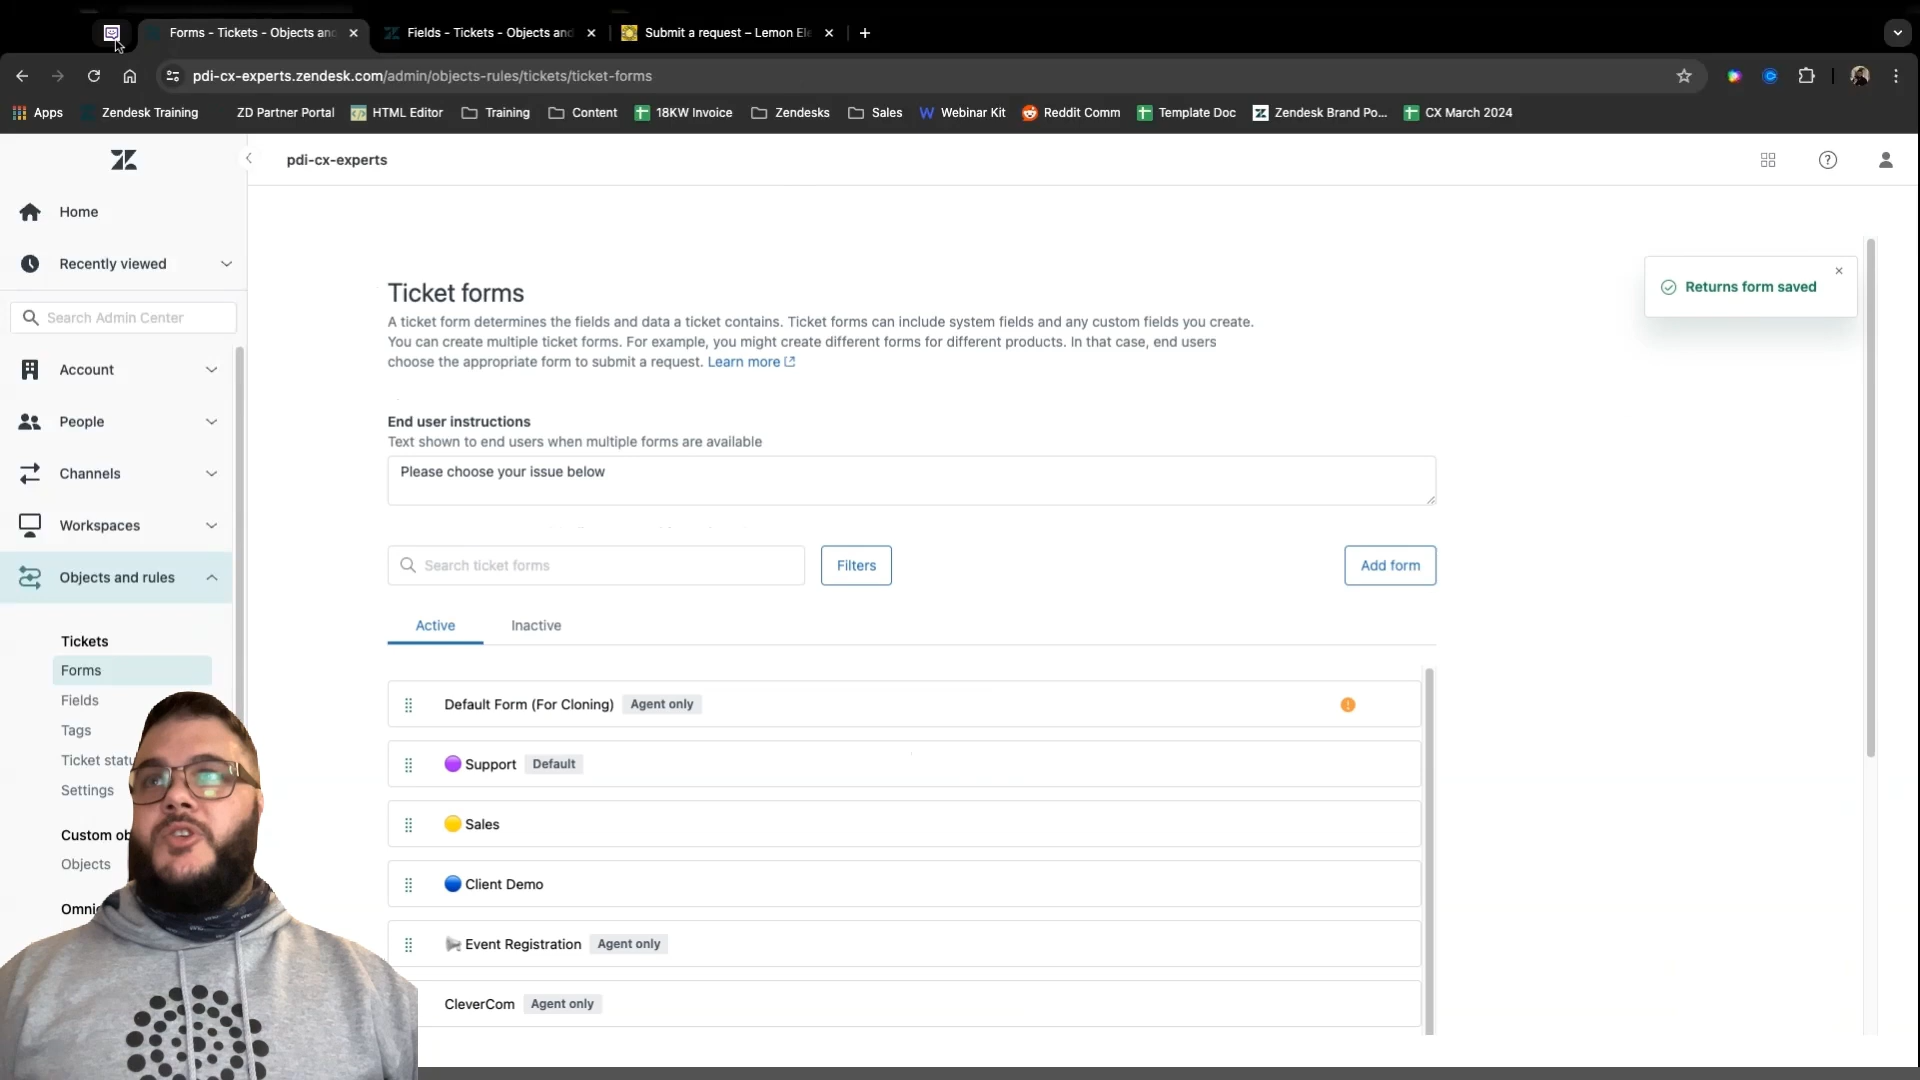 Forms - Tickets - Objects and
Fields - Tickets - Objects and
Submit a request – Lemon Ele
pdi-cx-experts.zendesk.com/admin/objects-rules/tickets/ticket-forms
Apps
Zendesk Training
ZD Partner Portal
HTML Editor
Training
Content
18KW Invoice
Zendesks
Sales
Webinar Kit
Reddit Comm
Template Doc
Zendesk Brand Po...
CX March 2024
pdi-cx-experts
Home
Recently viewed
Search Admin Center
Account
People
Channels
Workspaces
Objects and rules
Tickets
Forms
Fields
Tags
Ticket statu
Settings
Custom ob
Objects
Omni
Ticket forms
A ticket form determines the fields and data a ticket contains. Ticket forms can include system fields and any custom fields you create.
You can create multiple ticket forms. For example, you might create different forms for different products. In that case, end users
choose the appropriate form to submit a request. Learn more
End user instructions
Text shown to end users when multiple forms are available
Please choose your issue below
Search ticket forms
Filters
Add form
Active
Inactive
Default Form (For Cloning) Agent only
Support Default
Sales
Client Demo
Event Registration Agent only
CleverCom Agent only
Returns form saved